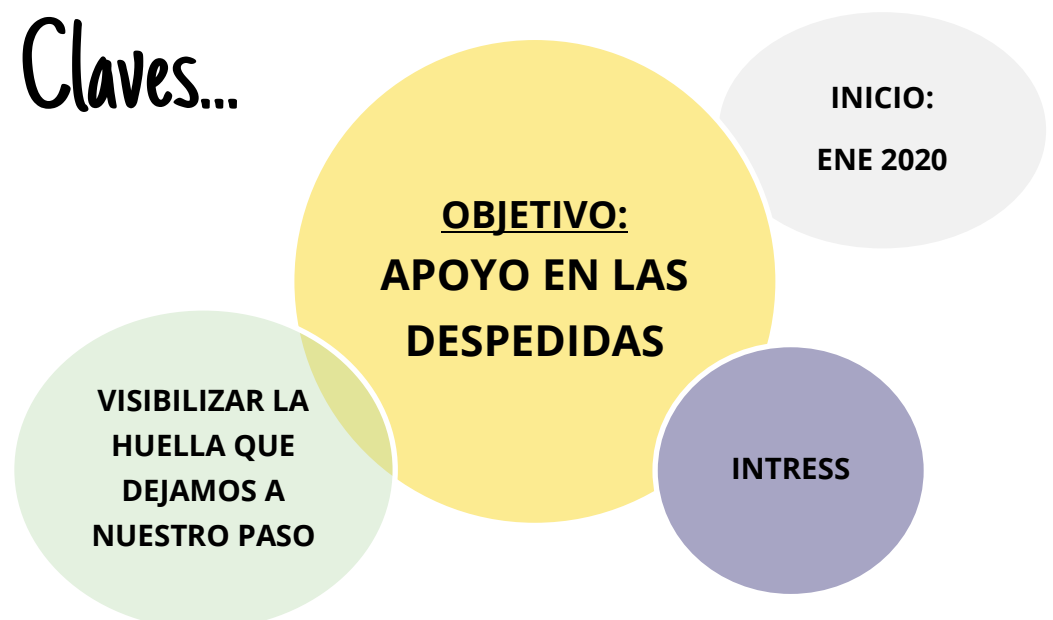 Claves...
INICIO:
ENE 2020
OBJETIVO:
APOYO EN LAS
DESPEDIDAS
VISIBILIZAR LA
HUELLA QUE
DEJAMOS A
NUESTRO PASO
INTRESS